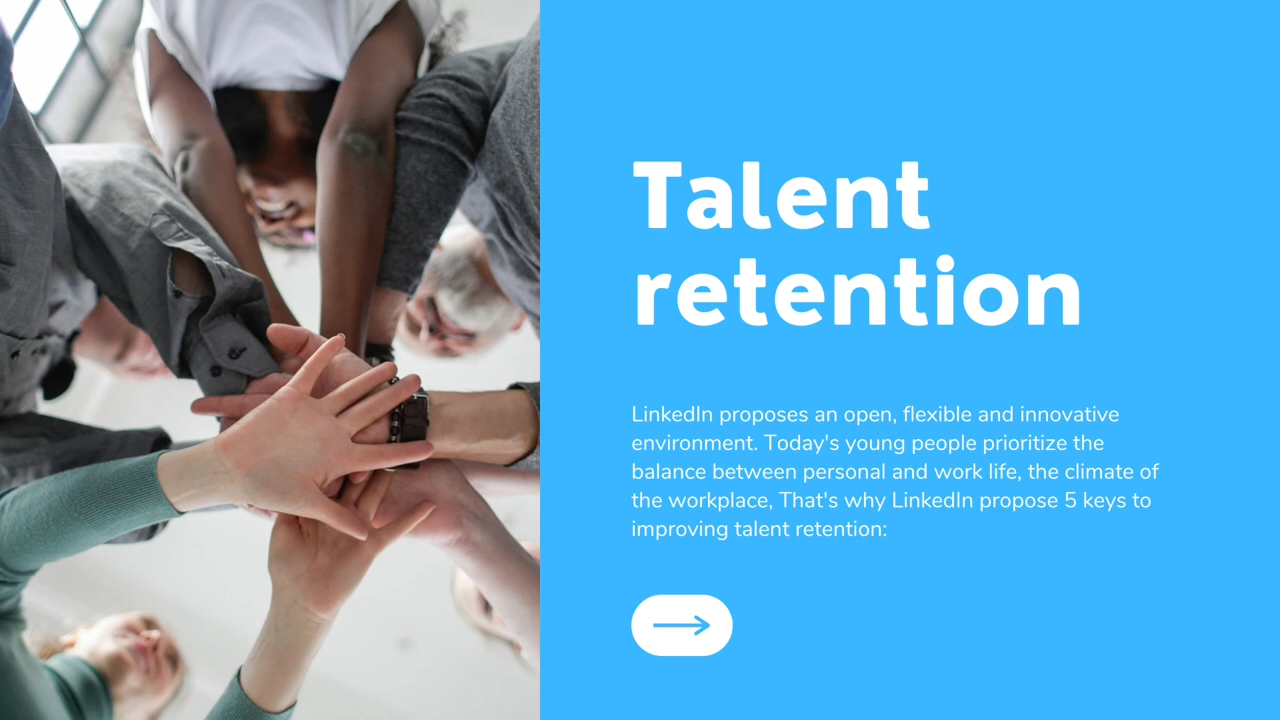 Talent
retention
LinkedIn proposes an open, flexible and innovative
environment. Today's young people prioritize the
balance between personal and work life, the climate of
the workplace, That's why LinkedIn propose 5 keys to
improving talent retention: